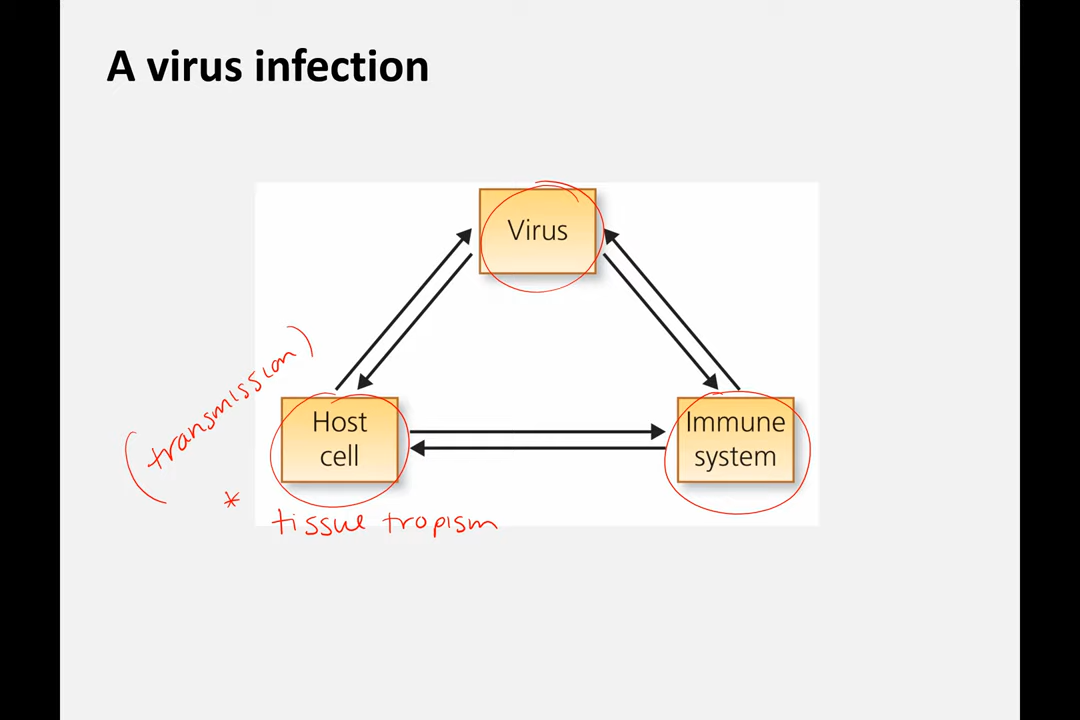 A virus infection
Virus
(transmission)
Host
cell
Immune
system
* tissue tropism